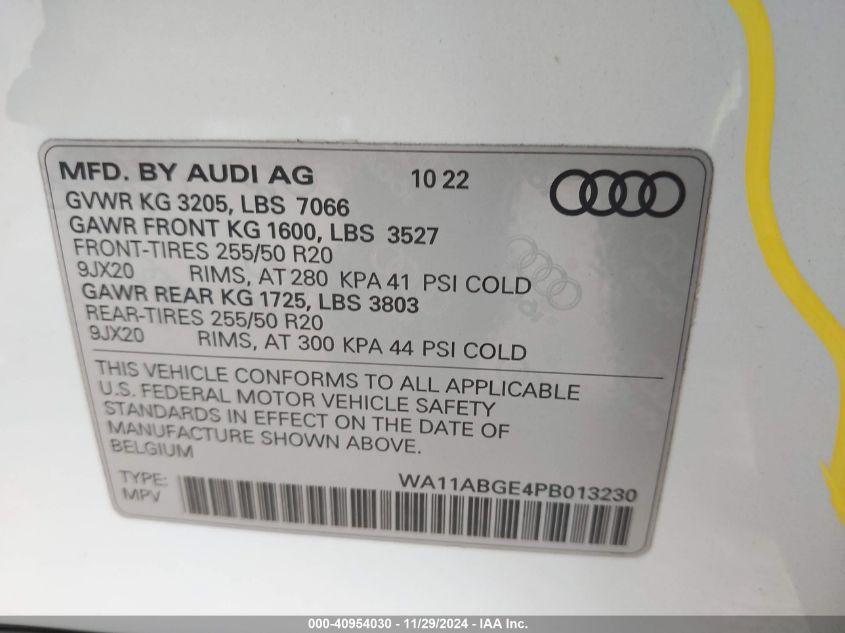 MFD. BY AUDI AG 10 22
GVWR KG 3205, LBS 7066
GAWR FRONT KG 1600, LBS 3527
FRONT-TIRES 255/50 R20
9JX20 RIMS, AT 280 KPA 41 PSI COLD
GAWR REAR KG 1725, LBS 3803
REAR-TIRES 255/50 R20
9JX20 RIMS, AT 300 KPA 44 PSI COLD
THIS VEHICLE CONFORMS TO ALL APPLICABLE
U.S. FEDERAL MOTOR VEHICLE SAFETY
STANDARDS IN EFFECT ON THE DATE OF
MANUFACTURE SHOWN ABOVE.
BELGIUM
TYPE: WA11ABGE4PB013230
MPV
000-40954030 - 11/29/2024 - IAA Inc.